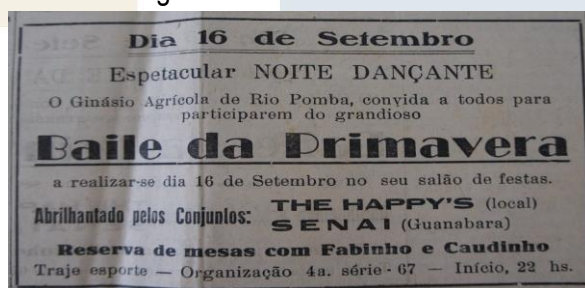 Dia 16 de Setembro
Espetacular NOITE DANÇANTE
O Ginásio Agrícola de Rio Pomba, convida a todos para
participarem do grandioso
Baile da Primavera
a realizar-se dia 16 de Setembro no seu salão de festas.
Abrilhantado pelos Conjuntos: THE HAPPY'S (local)
SENAI (Guanabara)
Reserva de mesas com Fabinho e Caudinho
Traje esporte — Organização 4a. série - 67 — Início, 22 hs.